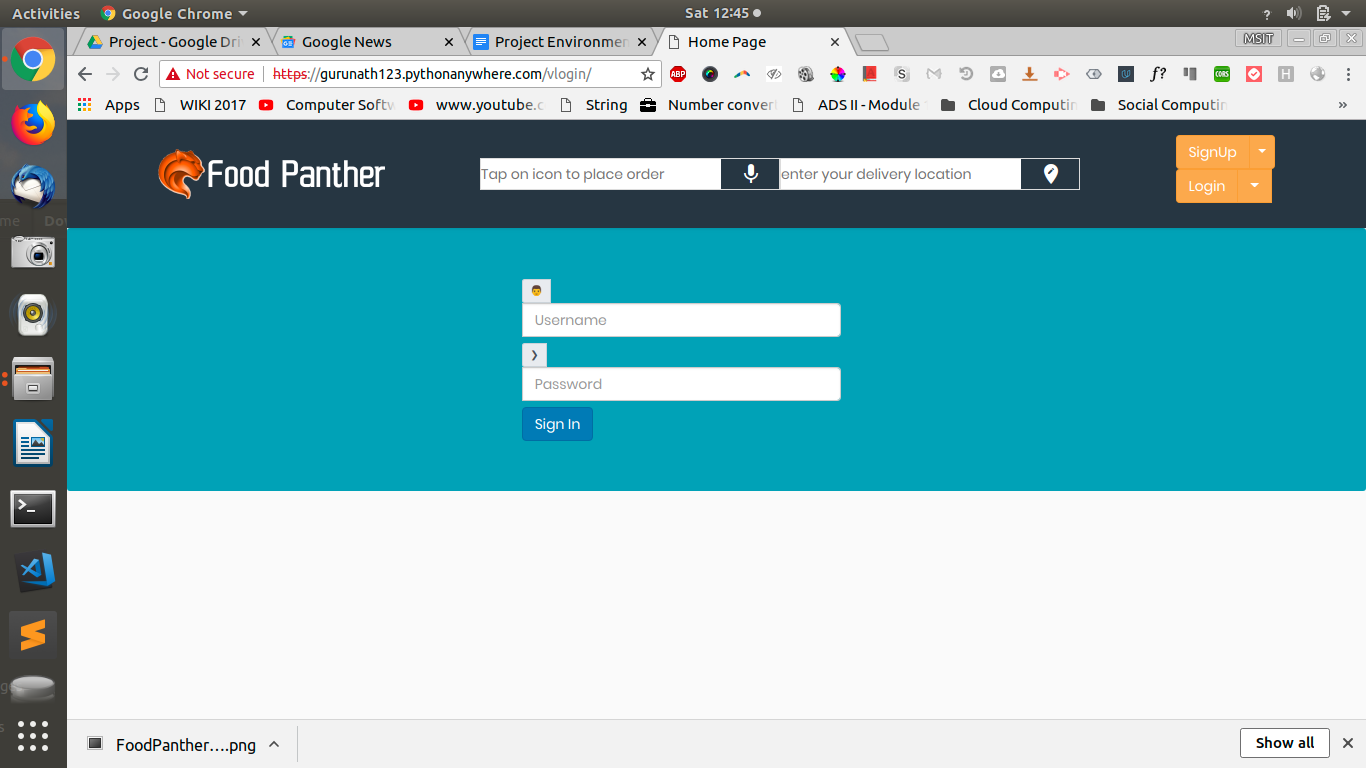 Activities Google Chrome Sat 12:45 ?
Project - Google Dri Google News Project Environmen Home Page MSIT
Not secure https://gurunath123.pythonanywhere.com/vlogin/ ABP S U f? CORS H
Apps WIKI 2017 Computer Softw www.youtube.c String Number conver ADS II - Module Cloud Computin Social Computin »
Food Panther
Tap on icon to place order
enter your delivery location
SignUp
Login
Username
❯
Password
Sign In
FoodPanther....png
Show all